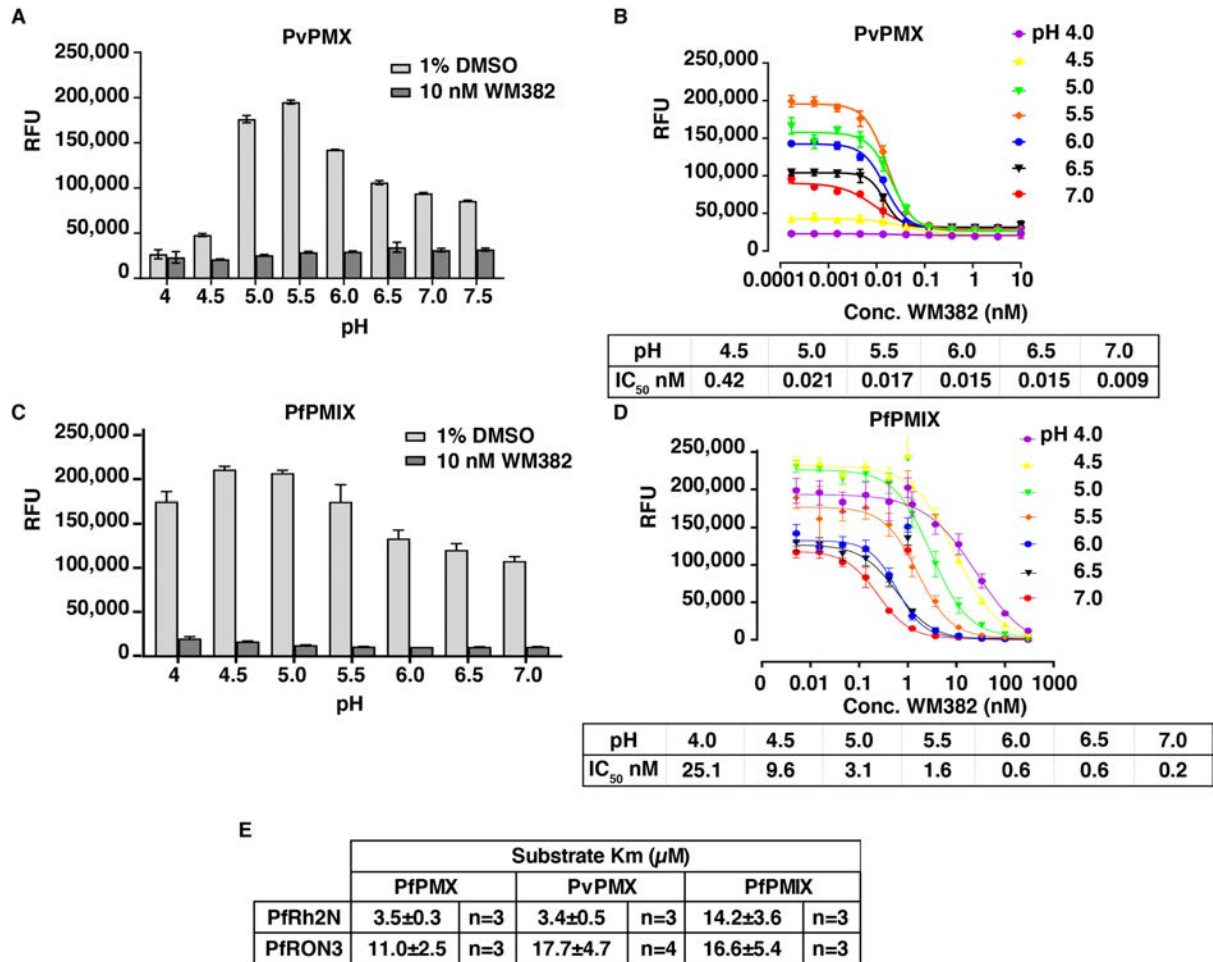 A
PvPMX
1% DMSO
10 nM WM382
250,000
200,000
150,000
100,000
50,000
0
RFU
4 4.5 5.0 5.5 6.0 6.5 7.0 7.5
pH
B
PvPMX
pH 4.0
4.5
5.0
5.5
6.0
6.5
7.0
250,000
200,000
150,000
100,000
50,000
0
RFU
0.0001 0.001 0.01 0.1 1 10
Conc. WM382 (nM)
pH 4.5 5.0 5.5 6.0 6.5 7.0
IC50 nM 0.42 0.021 0.017 0.015 0.015 0.009
C
PfPMIX
1% DMSO
10 nM WM382
250,000
200,000
150,000
100,000
50,000
0
RFU
4 4.5 5.0 5.5 6.0 6.5 7.0
pH
D
PfPMIX
pH 4.0
4.5
5.0
5.5
6.0
6.5
7.0
250,000
200,000
150,000
100,000
50,000
0
RFU
0 0.01 0.1 1 10 100 1000
Conc. WM382 (nM)
pH 4.0 4.5 5.0 5.5 6.0 6.5 7.0
IC50 nM 25.1 9.6 3.1 1.6 0.6 0.6 0.2
E
Substrate Km (µM)
PfPMX PvPMX PfPMIX
PfRh2N 3.5±0.3 n=3 3.4±0.5 n=3 14.2±3.6 n=3
PfRON3 11.0±2.5 n=3 17.7±4.7 n=4 16.6±5.4 n=3